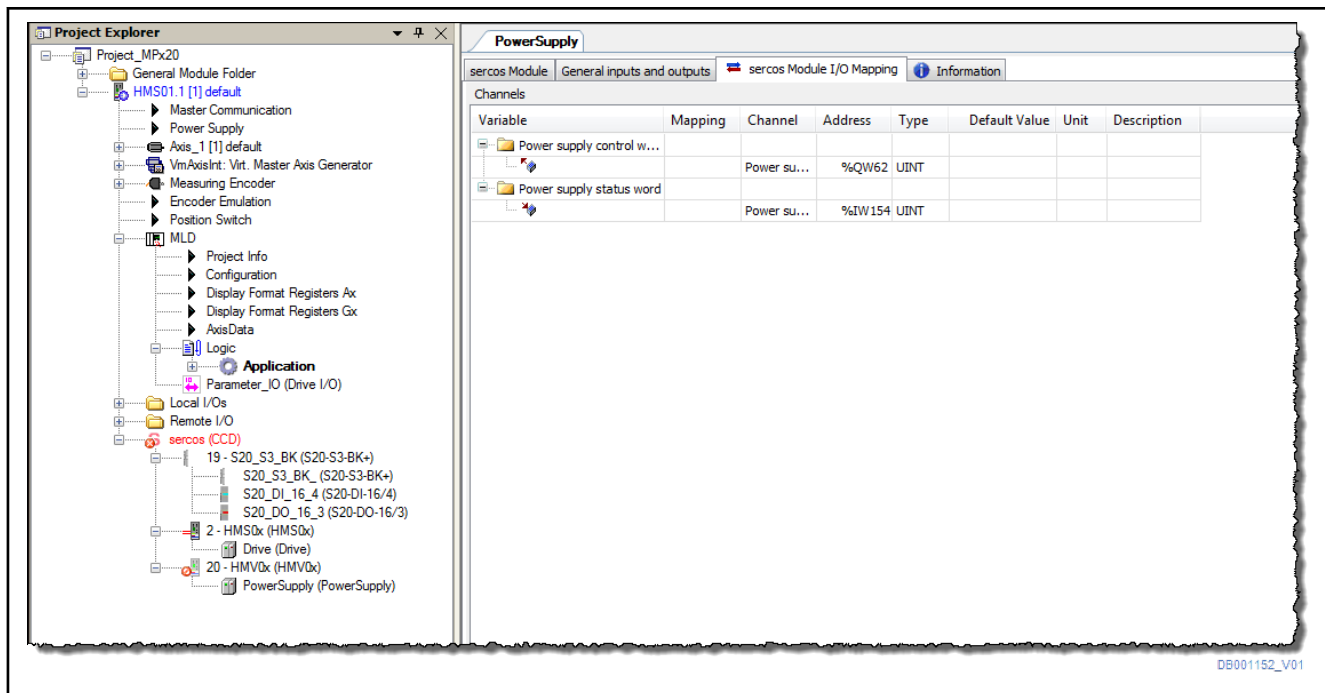 Project Explorer
Project_MPx20
General Module Folder
HMS01.1 [1] default
Master Communication
Power Supply
Axis_1 [1] default
VmAxisInt: Virt. Master Axis Generator
Measuring Encoder
Encoder Emulation
Position Switch
MLD
Project Info
Configuration
Display Format Registers Ax
Display Format Registers Gx
AxisData
Logic
Application
Parameter_IO (Drive I/O)
Local I/Os
Remote I/O
sercos (CCD)
19 - S20_S3_BK (S20-S3-BK+)
S20_S3_BK_ (S20-S3-BK+)
S20_DI_16_4 (S20-DI-16/4)
S20_DO_16_3 (S20-DO-16/3)
2 - HMS0x (HMS0x)
Drive (Drive)
20 - HMV0x (HMV0x)
PowerSupply (PowerSupply)
PowerSupply
sercos Module General inputs and outputs sercos Module I/O Mapping Information
Channels
Variable Mapping Channel Address Type Default Value Unit Description
Power supply control w...
Power su... %QW62 UINT
Power supply status word
Power su... %IW154 UINT
DB001152_V01